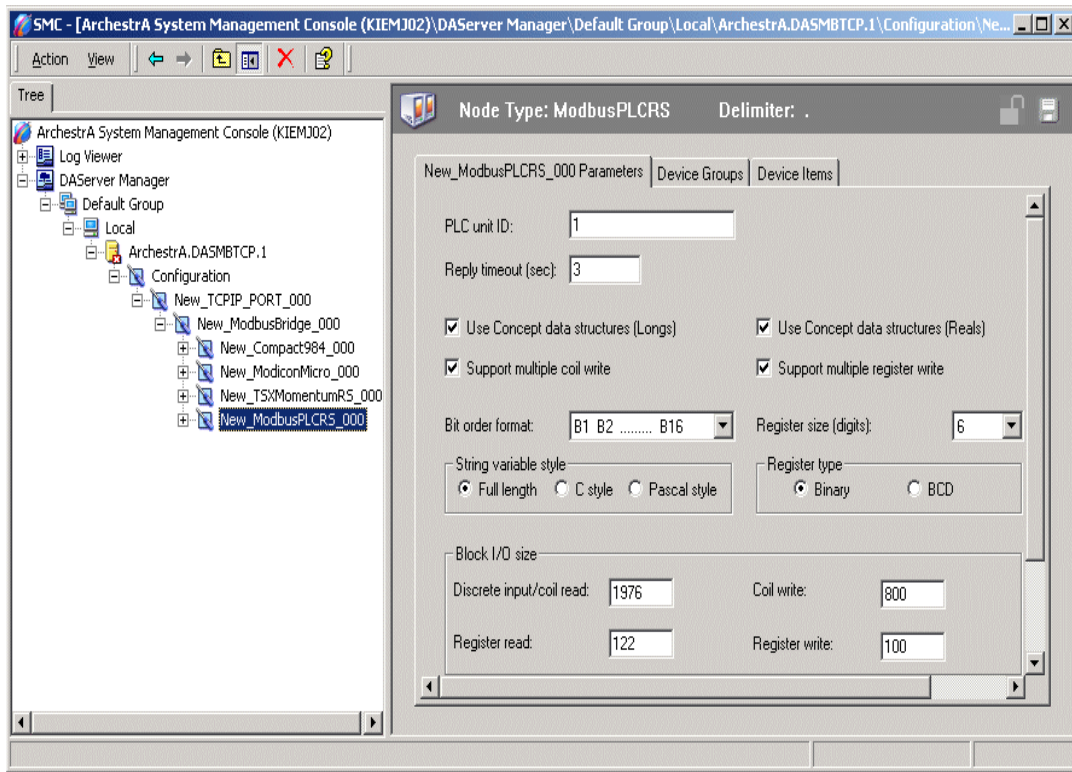 SMC - [ArchestrA System Management Console (KIEMJ02)\DAServer Manager\Default Group\Local\ArchestrA.DASMBTCP.1\Configuration\Ne...
Action View
Tree
ArchestrA System Management Console (KIEMJ02)
Log Viewer
DAServer Manager
Default Group
Local
ArchestrA.DASMBTCP.1
Configuration
New_TCPIP_PORT_000
New_ModbusBridge_000
New_Compact984_000
New_ModiconMicro_000
New_TSXMomentumRS_000
New_ModbusPLCRS_000
Node Type: ModbusPLCRS Delimiter: .
New_ModbusPLCRS_000 Parameters Device Groups Device Items
PLC unit ID: 1
Reply timeout (sec): 3
Use Concept data structures (Longs) Use Concept data structures (Reals)
Support multiple coil write Support multiple register write
Bit order format: B1 B2 ......... B16 Register size (digits): 6
String variable style Register type
Full length C style Pascal style Binary BCD
Block I/O size
Discrete input/coil read: 1976 Coil write: 800
Register read: 122 Register write: 100